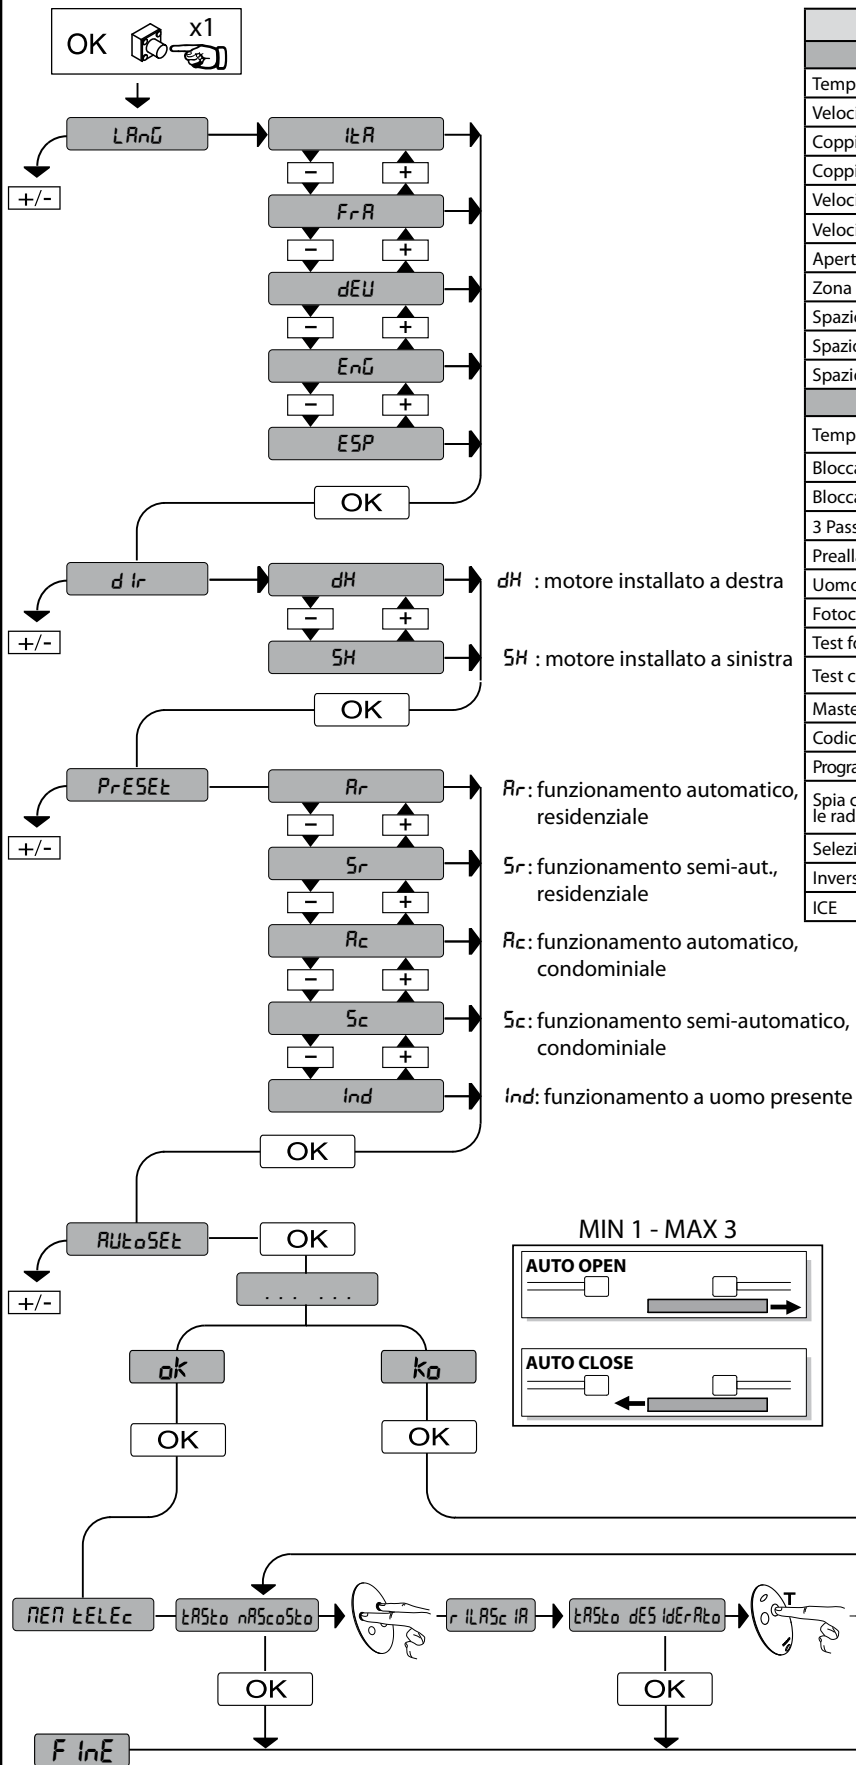 OK x1
LAnG
+/-
ItA
- +
FrA
- +
dEU
- +
EnG
- +
ESP
OK
dIr
+/-
dH
- +
SH
dH : motore installato a destra
SH : motore installato a sinistra
OK
PrESEt
+/-
Ar
- +
Sr
- +
Ac
- +
Sc
- +
Ind
Ar: funzionamento automatico,
residenziale
Sr: funzionamento semi-aut.,
residenziale
Ac: funzionamento automatico,
condominiale
Sc: funzionamento semi-automatico,
condominiale
Ind: funzionamento a uomo presente
OK
AUtoSEt
+/-
OK
... ...
ok
ko
OK
OK
MIN 1 - MAX 3
AUTO OPEN
AUTO CLOSE
MEM tELEc
tASto nAScoSto
rILASc IA
tASto dESIdErAto
T
OK
OK
FInE
Temp
Veloci
Coppi
Coppi
Veloci
Veloci
Apert
Zona
Spazio
Spazio
Spazio
Temp
Blocca
Blocca
3 Pass
Preall
Uomo
Fotoc
Test fo
Test c
Maste
Codic
Progra
Spia c
le rad
Selezi
Invers
ICE